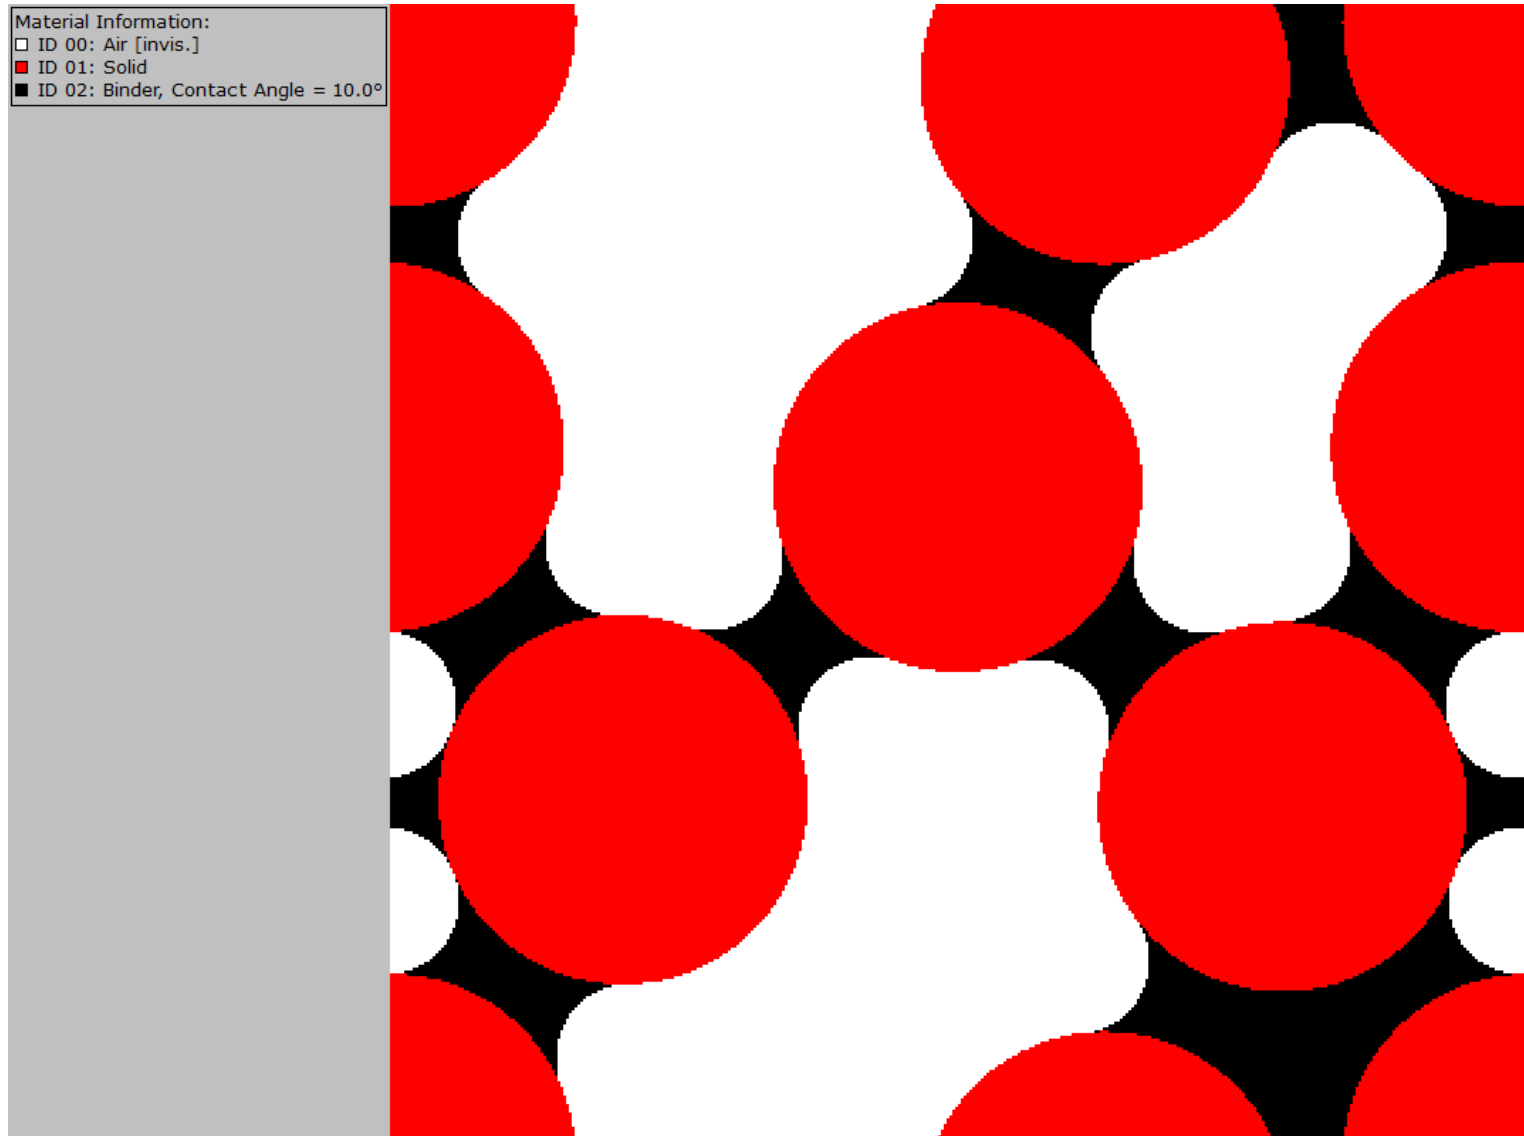 Material Information:
ID 00: Air [invis.]
ID 01: Solid
ID 02: Binder, Contact Angle = 10.0°